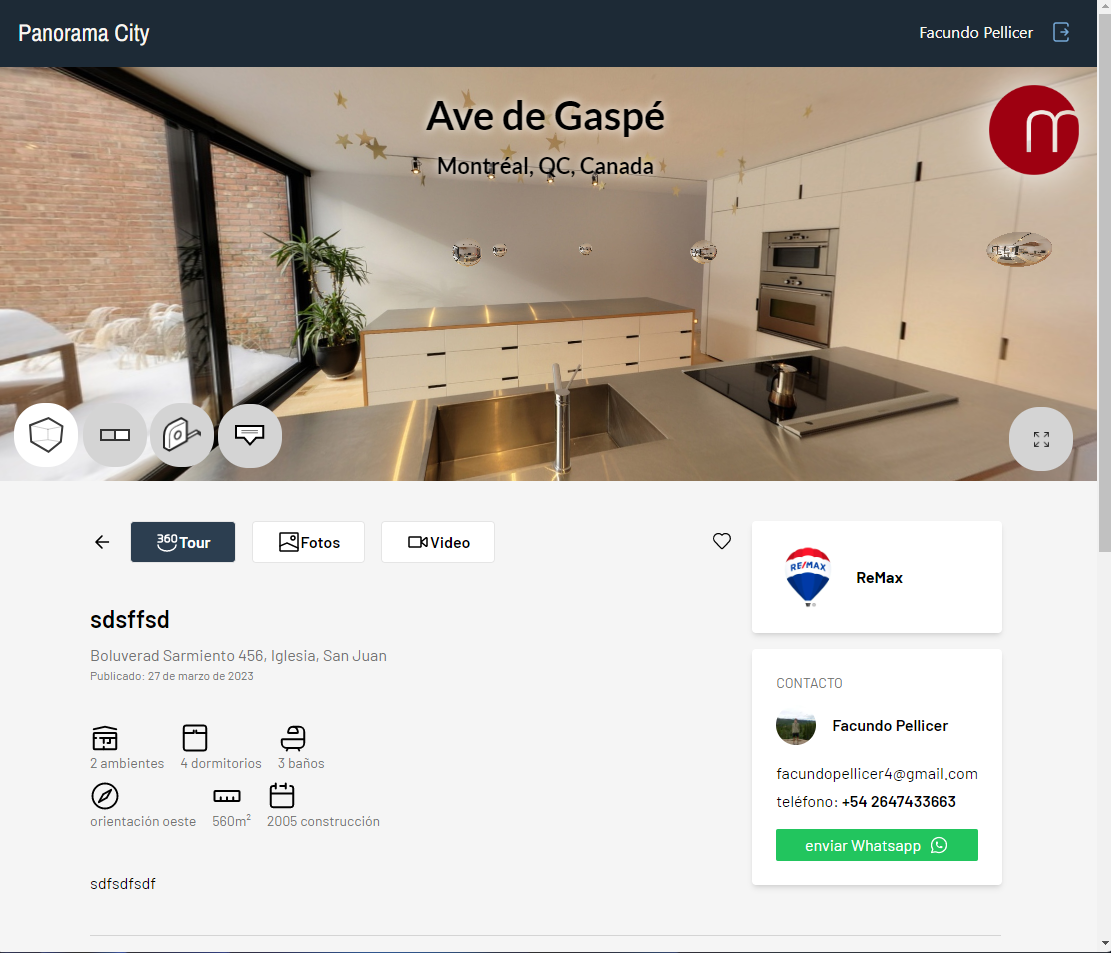 Panorama City
Facundo Pellicer
Ave de Gaspé
Montréal, QC, Canada
m
360 Tour
Fotos
Video
RE/MAX
ReMax
sdsffsd
Boluverad Sarmiento 456, Iglesia, San Juan
Publicado: 27 de marzo de 2023
CONTACTO
Facundo Pellicer
2 ambientes
4 dormitorios
3 baños
facundopellicer4@gmail.com
teléfono: +54 2647433663
orientación oeste
560m²
2005 construcción
enviar Whatsapp
sdfsdfsdf